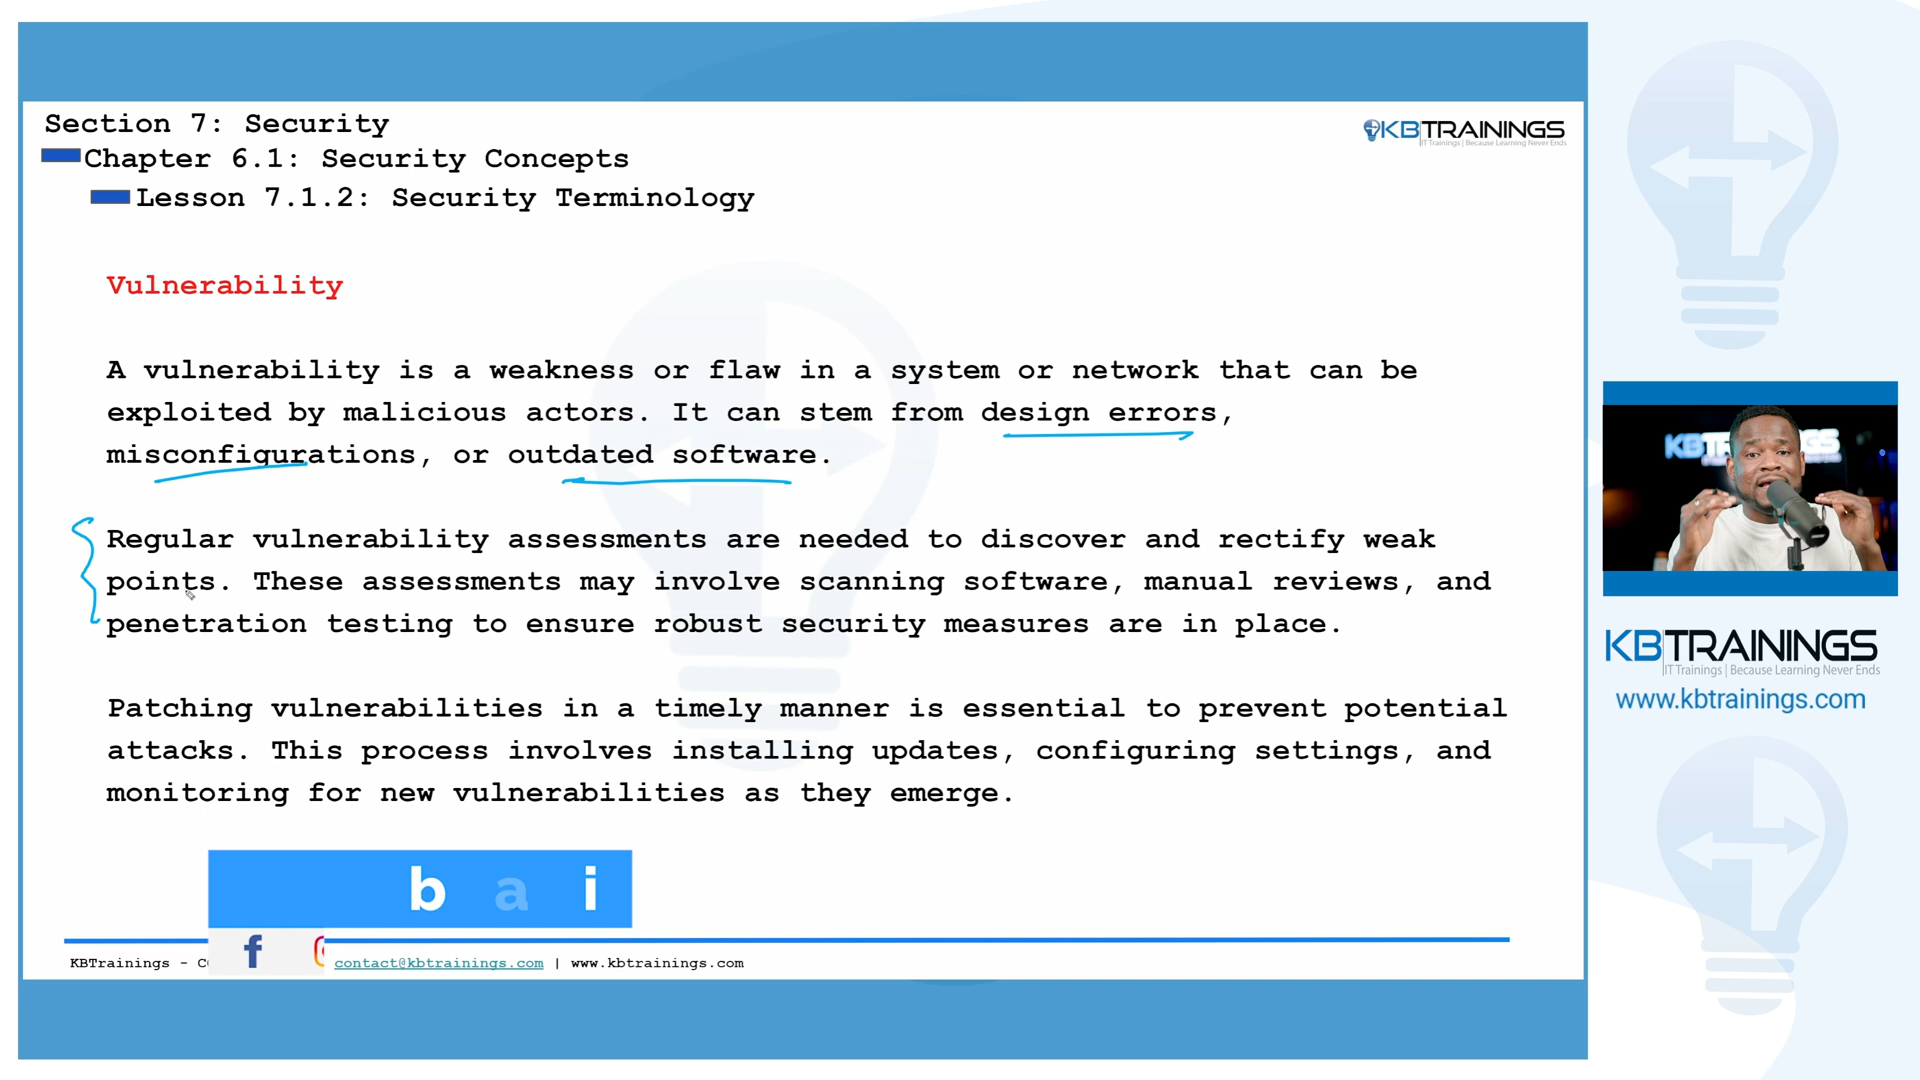 Section 7: Security
Chapter 6.1: Security Concepts
Lesson 7.1.2: Security Terminology
KBTRAININGS
IT Trainings | Because Learning Never Ends
Vulnerability
A vulnerability is a weakness or flaw in a system or network that can be
exploited by malicious actors. It can stem from design errors,
misconfigurations, or outdated software.
Regular vulnerability assessments are needed to discover and rectify weak
points. These assessments may involve scanning software, manual reviews, and
penetration testing to ensure robust security measures are in place.
Patching vulnerabilities in a timely manner is essential to prevent potential
attacks. This process involves installing updates, configuring settings, and
monitoring for new vulnerabilities as they emerge.
b a i
f
KBTrainings - C
contact@kbtrainings.com | www.kbtrainings.com
KBTRAININGS
IT Trainings | Because Learning Never Ends
www.kbtrainings.com